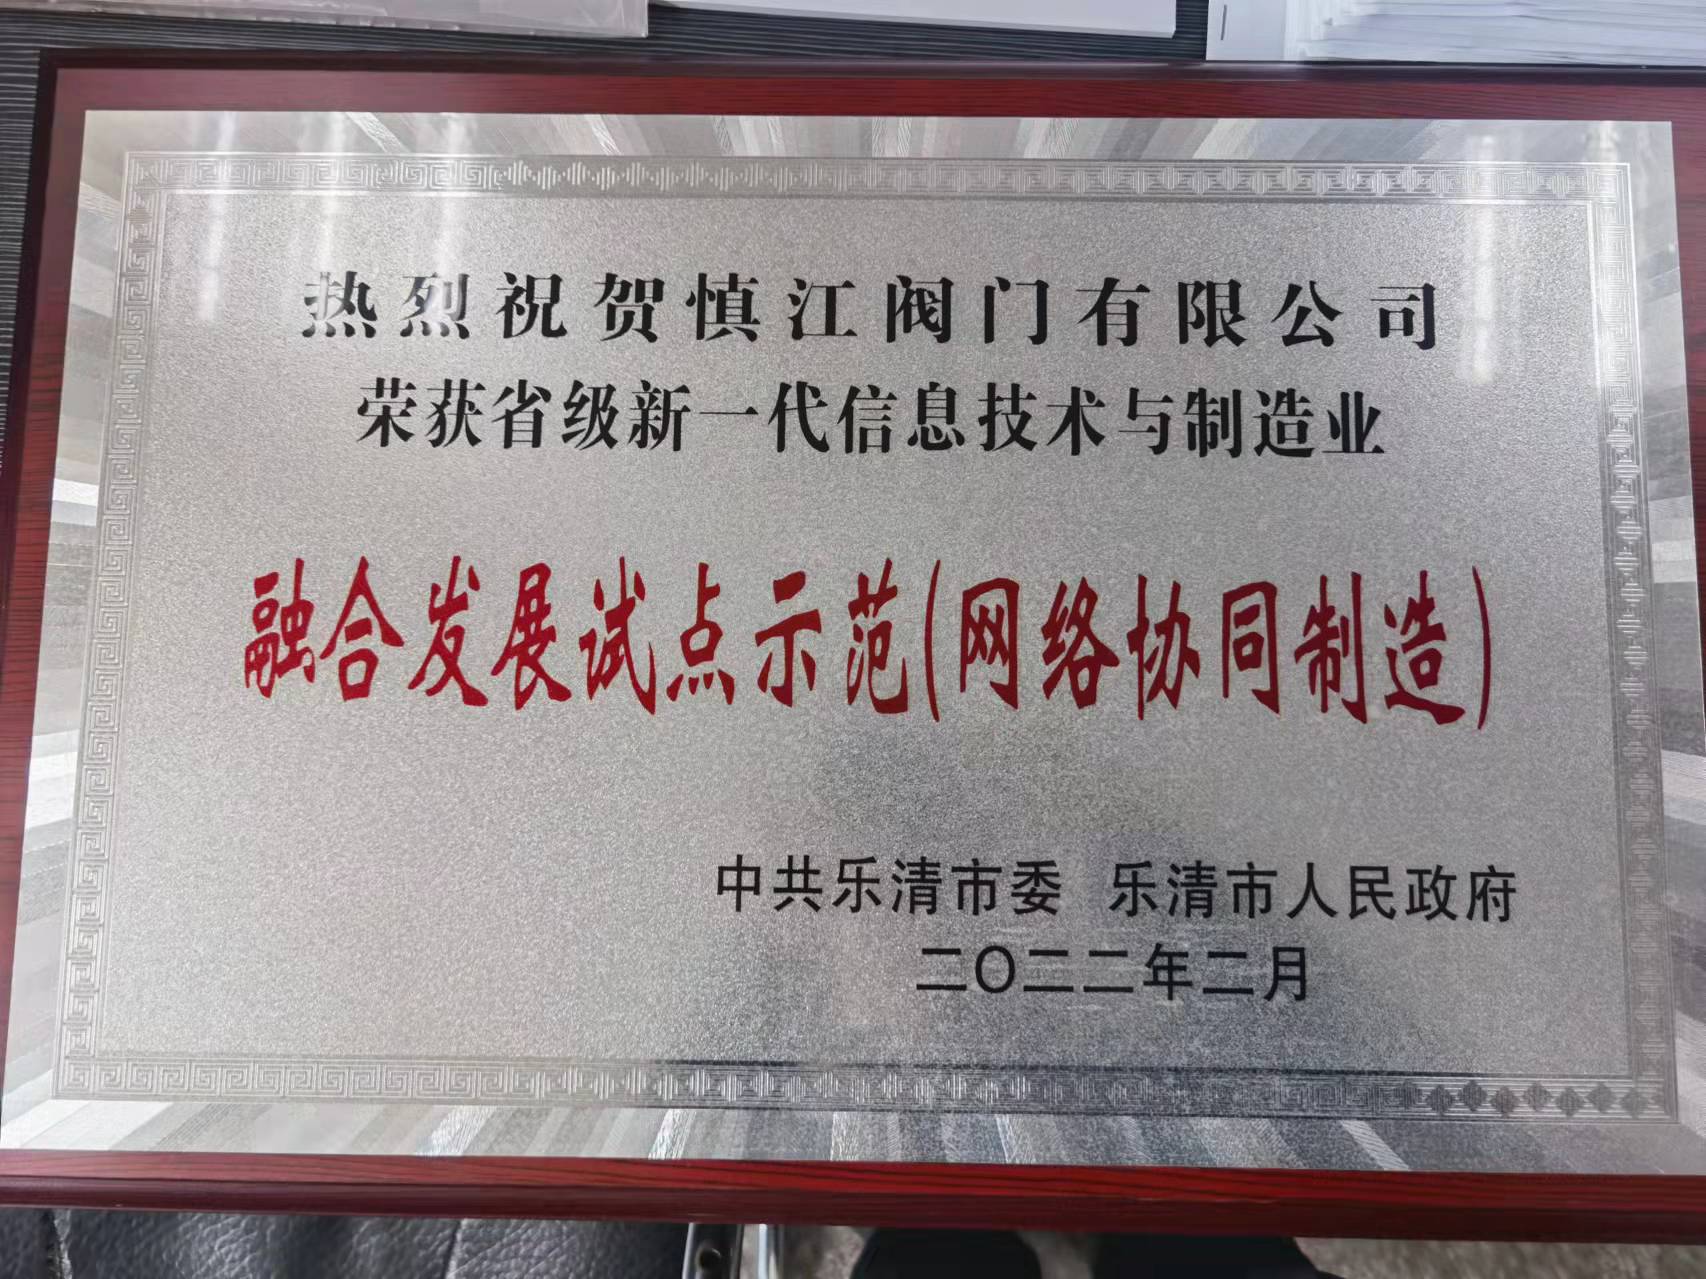 热烈祝贺慎江阀门有限公司
荣获省级新一代信息技术与制造业
融合发展试点示范(网络协同制造)
中共乐清市委 乐清市人民政府
二〇二二年二月